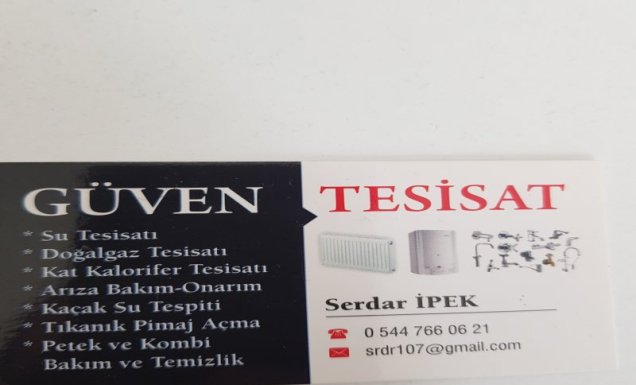 GÜVEN TESİSAT
* Su Tesisatı
* Doğalgaz Tesisatı
* Kat Kalorifer Tesisatı
* Arıza Bakım-Onarım
* Kaçak Su Tespiti
* Tıkanık Pimaj Açma
* Petek ve Kombi
Bakım ve Temizlik
Serdar İPEK
0 544 766 06 21
srdr107@gmail.com